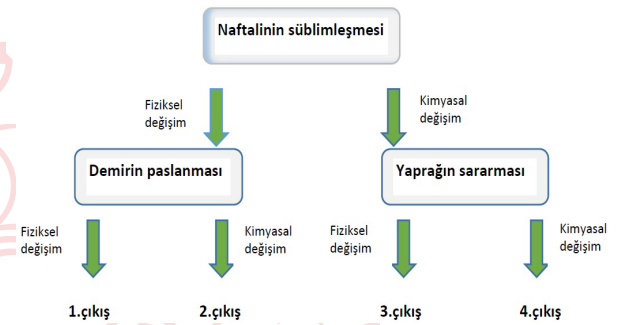 Naftalinin süblimleşmesi
Fiziksel
değişim
Kimyasal
değişim
Demirin paslanması
Yaprağın sararması
Fiziksel
değişim
Kimyasal
değişim
Fiziksel
değişim
Kimyasal
değişim
1.çıkış
2.çıkış
3.çıkış
4.çıkış